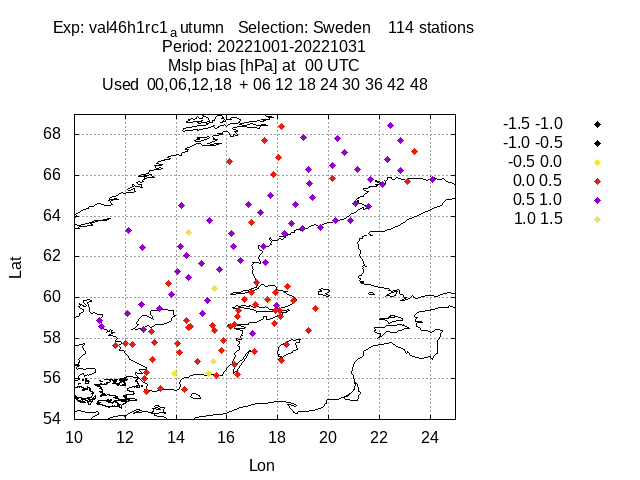 Exp: val46h1rc1_autumn   Selection: Sweden    114 stations
Period: 20221001-20221031
Mslp bias [hPa] at  00 UTC
Used  00,06,12,18  + 06 12 18 24 30 36 42 48
68
66
64
62
60
58
56
54
10 12 14 16 18 20 22 24
Lat
Lon
-1.5 -1.0
-1.0 -0.5
-0.5 0.0
0.0 0.5
0.5 1.0
1.0 1.5